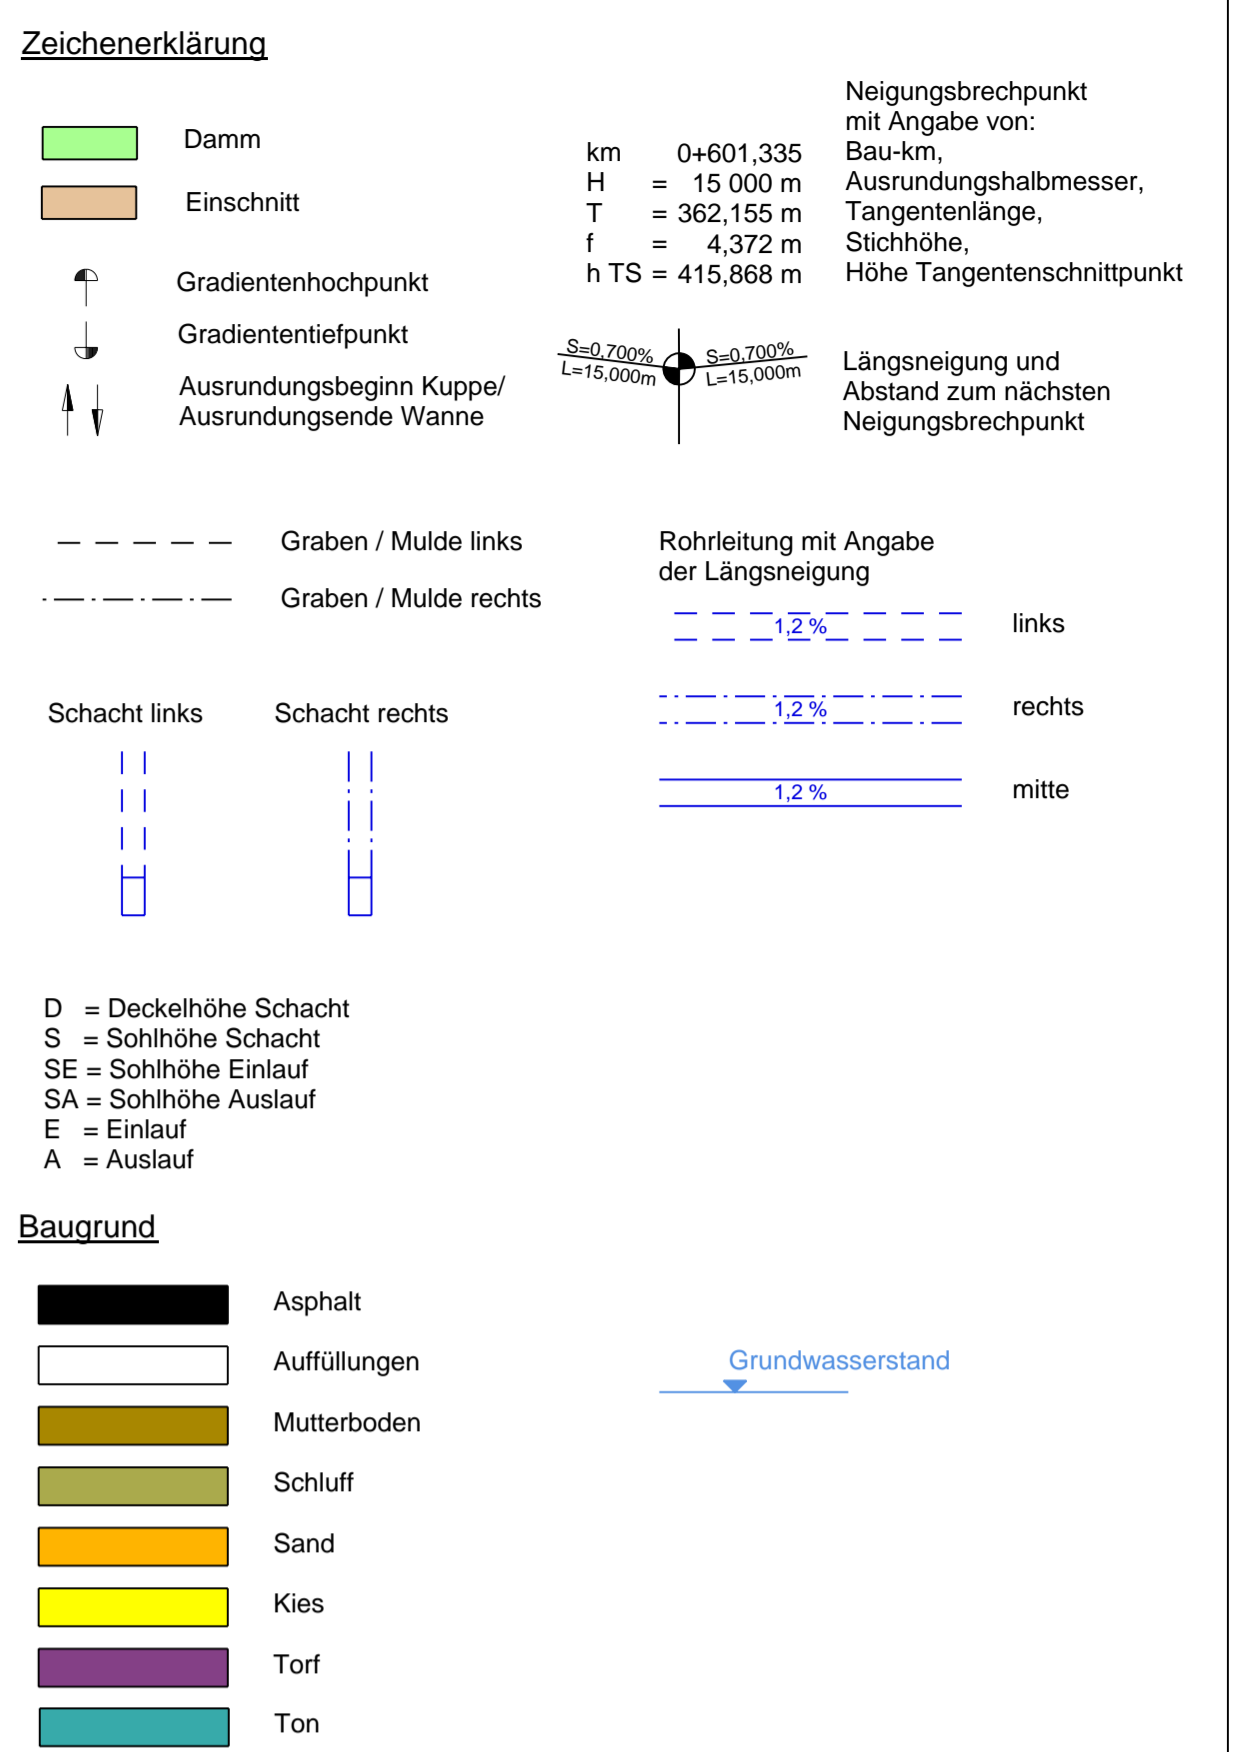 Zeichenerklärung
Damm
Einschnitt
Gradientenhochpunkt
Gradiententiefpunkt
Ausrundungsbeginn Kuppe/
Ausrundungsende Wanne
Neigungsbrechpunkt
mit Angabe von:
km 0+601,335 Bau-km,
H = 15 000 m Ausrundungshalbmesser,
T = 362,155 m Tangentenlänge,
f = 4,372 m Stichhöhe,
h TS = 415,868 m Höhe Tangentenschnittpunkt
S=0,700% S=0,700%
L=15,000m L=15,000m
Längsneigung und
Abstand zum nächsten
Neigungsbrechpunkt
Graben / Mulde links
Graben / Mulde rechts
Rohrleitung mit Angabe
der Längsneigung
1,2 % links
1,2 % rechts
1,2 % mitte
Schacht links Schacht rechts
D = Deckelhöhe Schacht
S = Sohlhöhe Schacht
SE = Sohlhöhe Einlauf
SA = Sohlhöhe Auslauf
E = Einlauf
A = Auslauf
Baugrund
Asphalt
Auffüllungen
Mutterboden
Schluff
Sand
Kies
Torf
Ton
Grundwasserstand